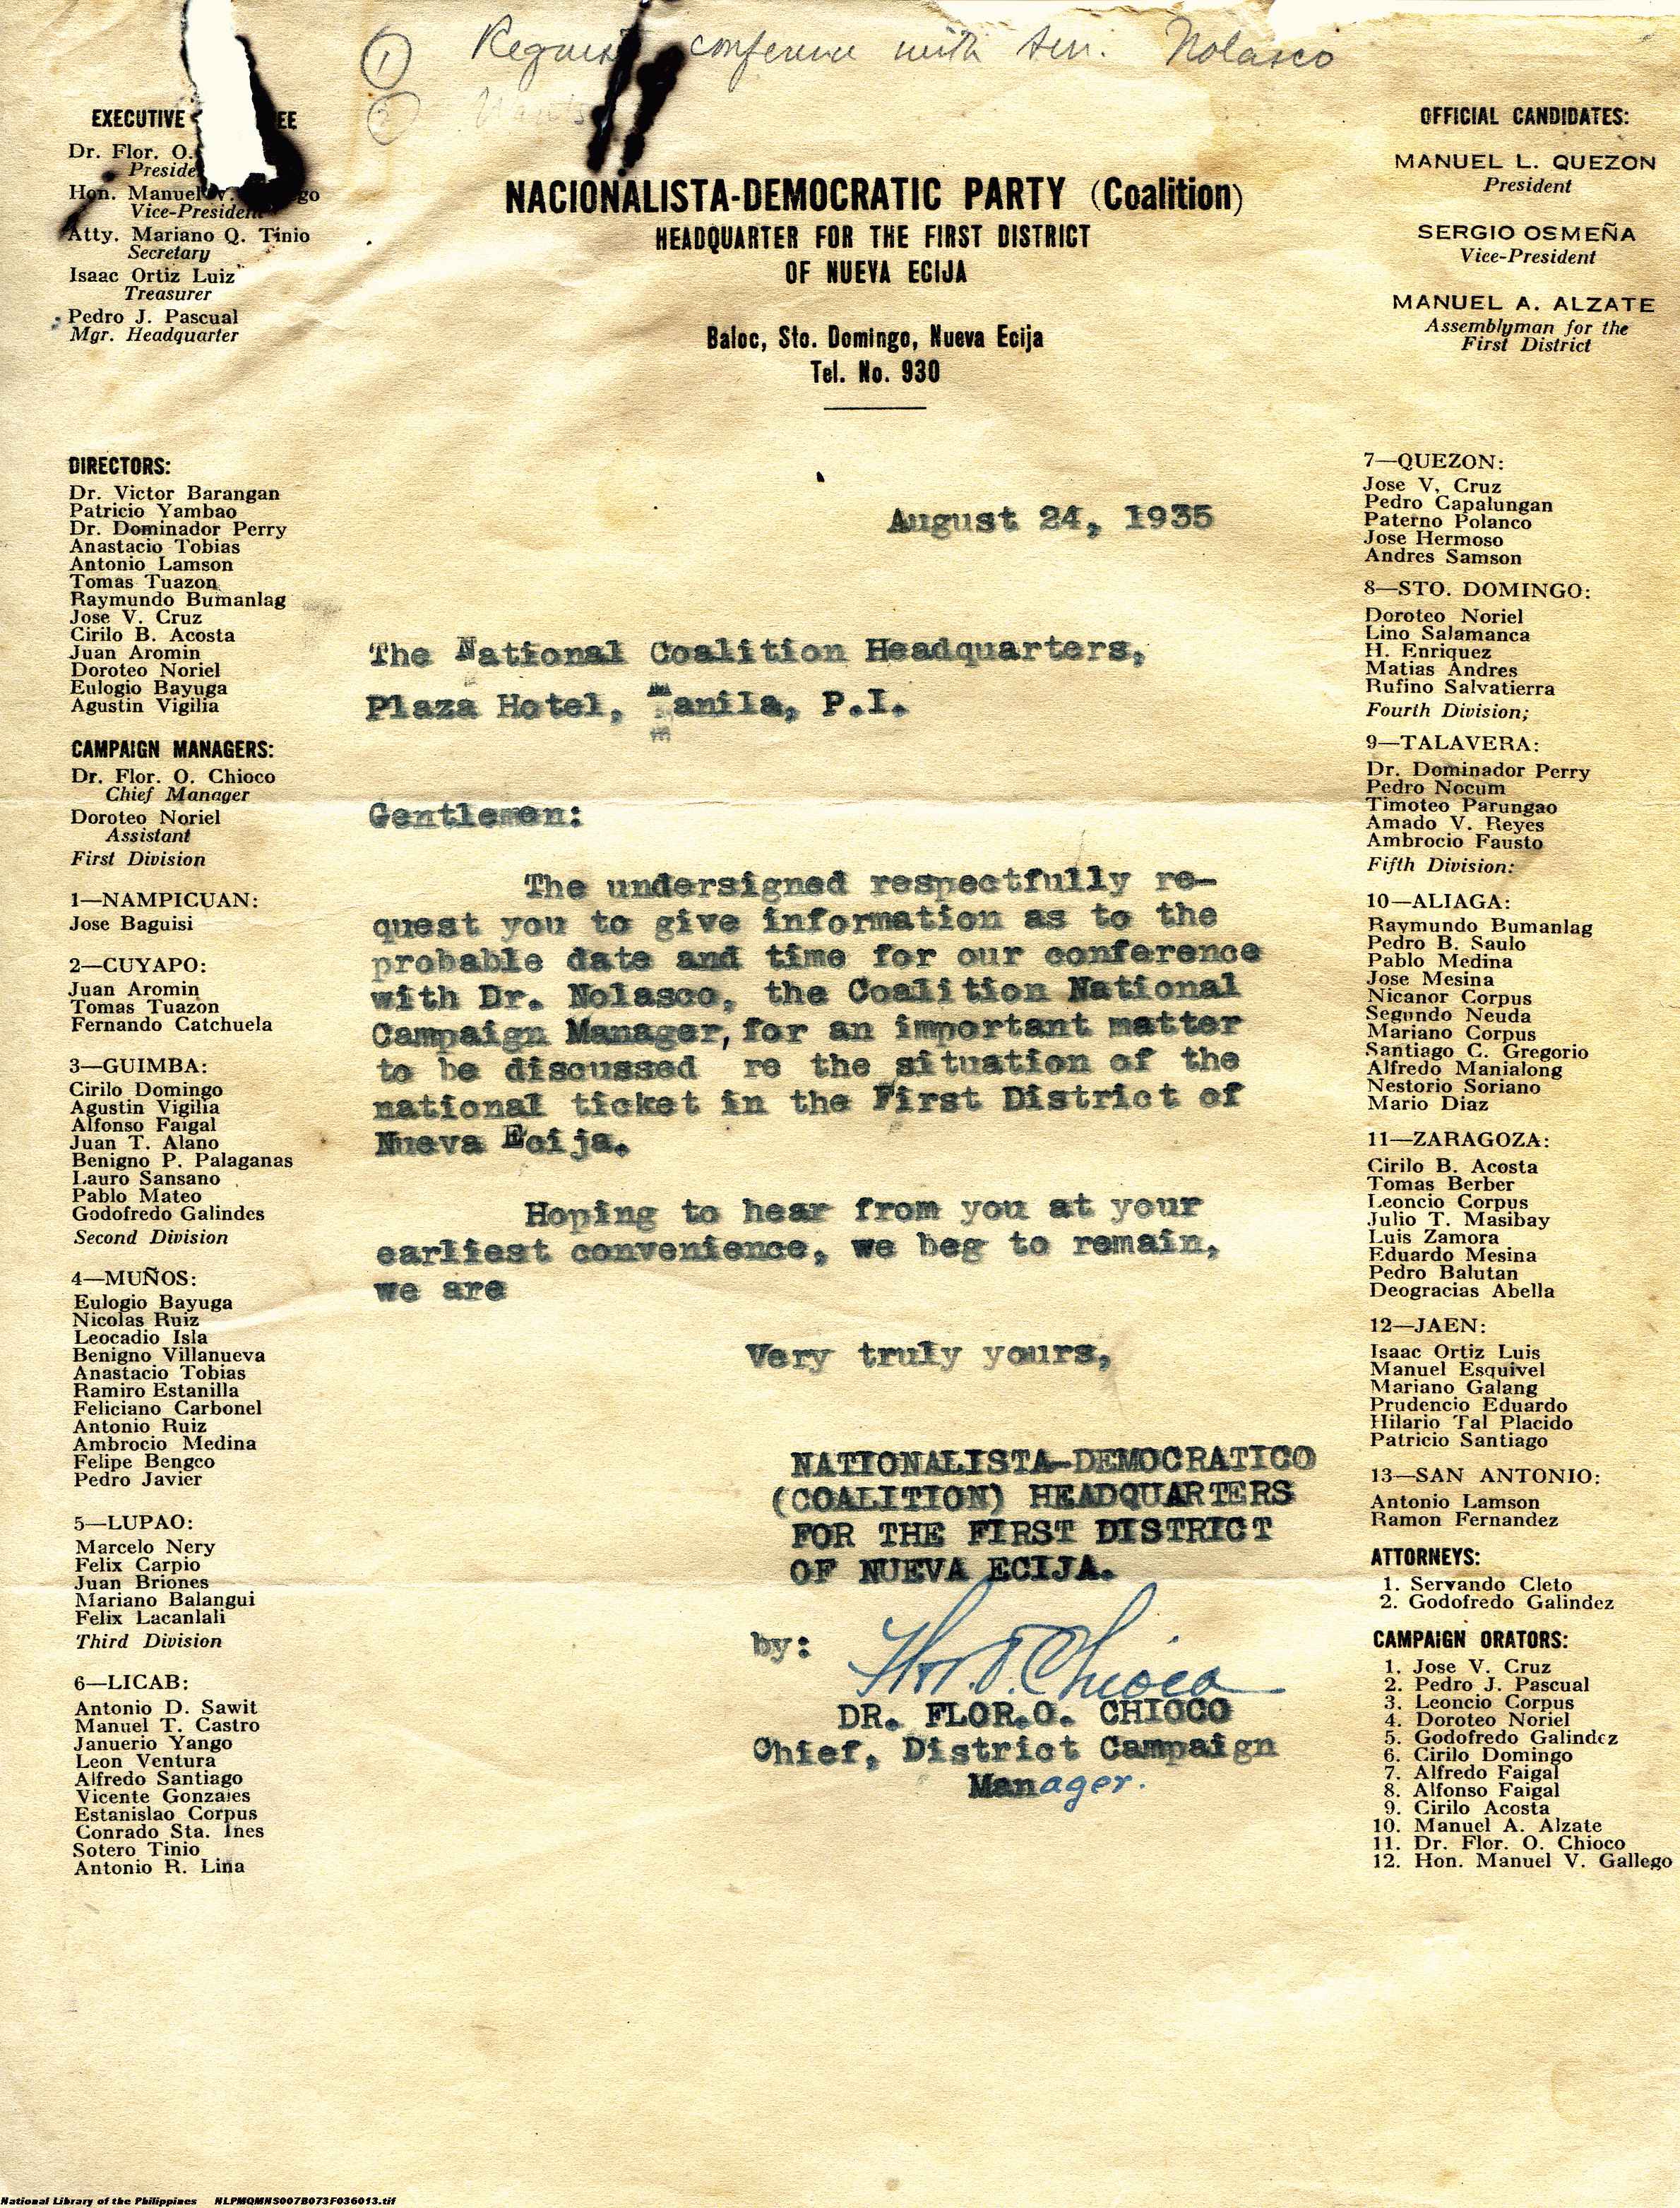 ① conference with Sen. Nolasco
②
EXECUTIVE
Dr. Flor. O.
Hon. Manuel V.
Vice-President
Atty. Mariano Q. Tinio
Secretary
Isaac Ortiz Luiz
Treasurer
Pedro J. Pascual
Mgr. Headquarter
NACIONALISTA-DEMOCRATIC PARTY (Coalition)
HEADQUARTER FOR THE FIRST DISTRICT
OF NUEVA ECIJA
Baloc, Sto. Domingo, Nueva Ecija
Tel. No. 930
OFFICIAL CANDIDATES:
MANUEL L. QUEZON
President
SERGIO OSMEÑA
Vice-President
MANUEL A. ALZATE
Assemblyman for the
First District
DIRECTORS:
Dr. Victor Barangan
Patricio Yambao
Dr. Dominador Perry
Anastacio Tobias
Antonio Lamson
Tomas Tuazon
Raymundo Bumanlag
Jose V. Cruz
Cirilo B. Acosta
Juan Aromin
Doroteo Noriel
Eulogio Bayuga
Agustin Vigilia
CAMPAIGN MANAGERS:
Dr. Flor. O. Chioco
Chief Manager
Doroteo Noriel
Assistant
First Division
1—NAMPICUAN:
Jose Baguisi
2—CUYAPO:
Juan Aromin
Tomas Tuazon
Fernando Catchuela
3—GUIMBA:
Cirilo Domingo
Agustin Vigilia
Alfonso Faigal
Juan T. Alano
Benigno P. Palaganas
Lauro Sansano
Pablo Mateo
Godofredo Galindes
Second Division
4—MUÑOS:
Eulogio Bayuga
Nicolas Ruiz
Leocadio Isla
Benigno Villanueva
Anastacio Tobias
Ramiro Estanilla
Feliciano Carbonel
Antonio Ruiz
Ambrocio Medina
Felipe Bengco
Pedro Javier
5—LUPAO:
Marcelo Nery
Felix Carpio
Juan Briones
Mariano Balangui
Felix Lacanlali
Third Division
6—LICAB:
Antonio D. Sawit
Manuel T. Castro
Januerio Yango
Leon Ventura
Alfredo Santiago
Vicente Gonzales
Estanislao Corpus
Conrado Sta. Ines
Sotero Tinio
Antonio R. Lina
August 24, 1935
The National Coalition Headquarters,
Plaza Hotel, Manila, P.I.
Gentlemen:
The undersigned respectfully re-
quest you to give information as to the
probable date and time for our conference
with Dr. Nolasco, the Coalition National
Campaign Manager, for an important matter
to be discussed re the situation of the
national ticket in the First District of
Nueva Ecija.
Hoping to hear from you at your
earliest convenience, we beg to remain,
we are
Very truly yours,
NATIONALISTA-DEMOCRATICO
(COALITION) HEADQUARTERS
FOR THE FIRST DISTRICT
OF NUEVA ECIJA.
by: Flor. O. Chioco
DR. FLOR.O. CHIOCO
Chief, District Campaign
Manager.
7—QUEZON:
Jose V. Cruz
Pedro Capalungan
Paterno Polanco
Jose Hermoso
Andres Samson
8—STO. DOMINGO:
Doroteo Noriel
Lino Salamanca
H. Enriquez
Matias Andres
Rufino Salvatierra
Fourth Division;
9—TALAVERA:
Dr. Dominador Perry
Pedro Nocum
Timoteo Parungao
Amado V. Reyes
Ambrocio Fausto
Fifth Division:
10—ALIAGA:
Raymundo Bumanlag
Pedro B. Saulo
Pablo Medina
Jose Mesina
Nicanor Corpus
Segundo Neuda
Mariano Corpus
Santiago C. Gregorio
Alfredo Manialong
Nestorio Soriano
Mario Diaz
11—ZARAGOZA:
Cirilo B. Acosta
Tomas Berber
Leoncio Corpus
Julio T. Masibay
Luis Zamora
Eduardo Mesina
Pedro Balutan
Deogracias Abella
12—JAEN:
Isaac Ortiz Luis
Manuel Esquivel
Mariano Galang
Prudencio Eduardo
Hilario Tal Placido
Patricio Santiago
13—SAN ANTONIO:
Antonio Lamson
Ramon Fernandez
ATTORNEYS:
1. Servando Cleto
2. Godofredo Galindez
CAMPAIGN ORATORS:
1. Jose V. Cruz
2. Pedro J. Pascual
3. Leoncio Corpus
4. Doroteo Noriel
5. Godofredo Galindez
6. Cirilo Domingo
7. Alfredo Faigal
8. Alfonso Faigal
9. Cirilo Acosta
10. Manuel A. Alzate
11. Dr. Flor. O. Chioco
12. Hon. Manuel V. Gallego
National Library of the Philippines NLPMQMNS007B073F036013.tif